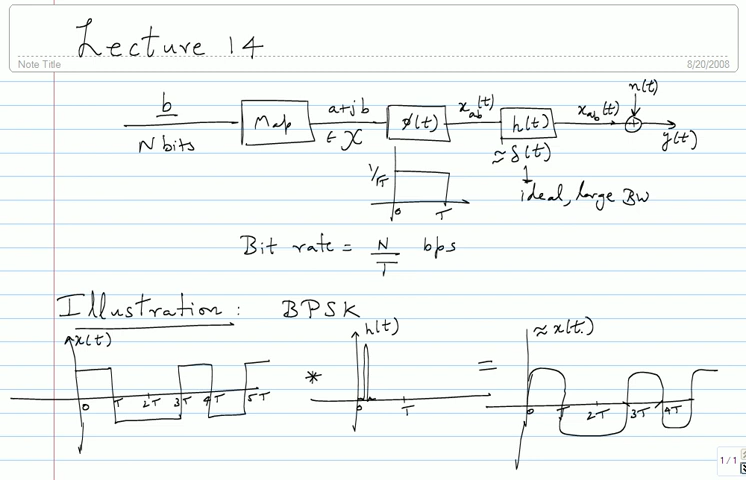 Lecture 14
Note Title
8/20/2008
b
N bits
Map
a+jb
∈ X
φ(t)
x_ab(t)
h(t)
x_ab(t)
n(t)
y(t)
≈ δ(t)
ideal, large BW
1/√T
0 T
Bit rate = N/T bps
Illustration: BPSK
x(t)
0 T 2T 3T 4T 5T
*
h(t)
0 T
=
≈ x(t)
0 T 2T 3T 4T
1/1